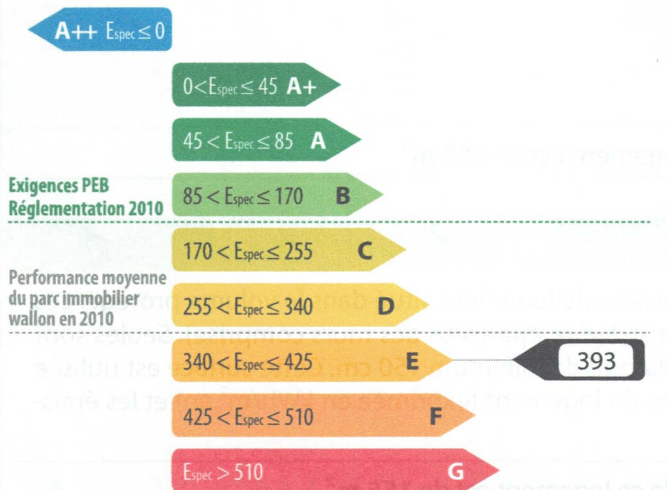 A++ Espec ≤ 0
0 < Espec ≤ 45 A+
45 < Espec ≤ 85 A
Exigences PEB
Réglementation 2010
85 < Espec ≤ 170 B
170 < Espec ≤ 255 C
Performance moyenne
du parc immobilier
wallon en 2010
255 < Espec ≤ 340 D
340 < Espec ≤ 425 E
393
425 < Espec ≤ 510 F
Espec > 510 G